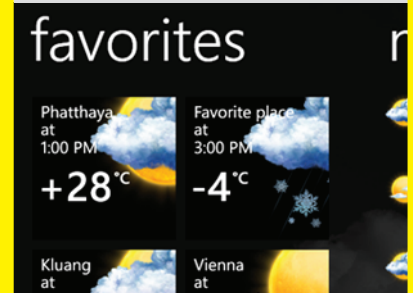 favorites
Phatthaya
at
1:00 PM
+28°C
Favorite place
at
3:00 PM
-4°C
Kluang
at
Vienna
at